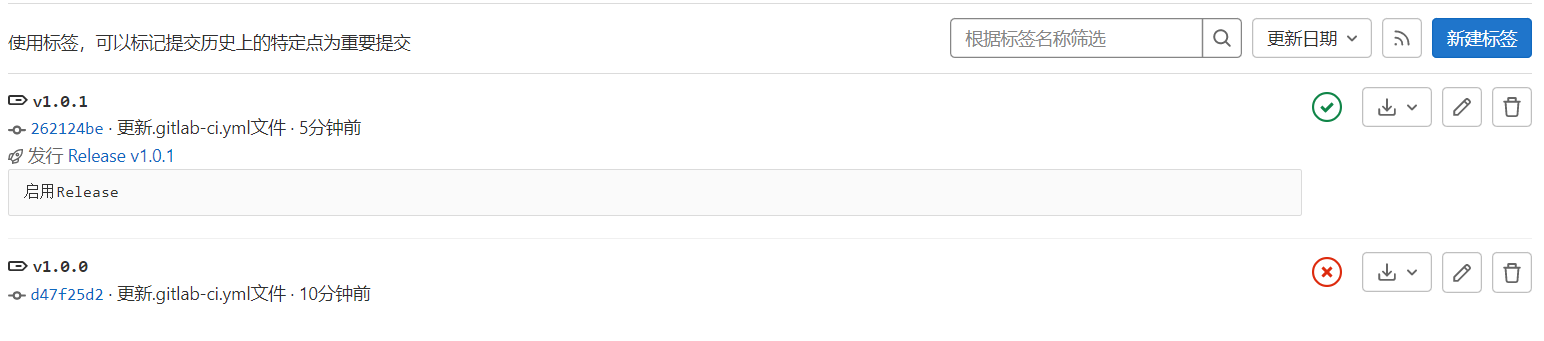 使用标签，可以标记提交历史上的特定点为重要提交
根据标签名称筛选
更新日期
新建标签
v1.0.1
262124be · 更新.gitlab-ci.yml文件 · 5分钟前
发行 Release v1.0.1
启用Release
v1.0.0
d47f25d2 · 更新.gitlab-ci.yml文件 · 10分钟前